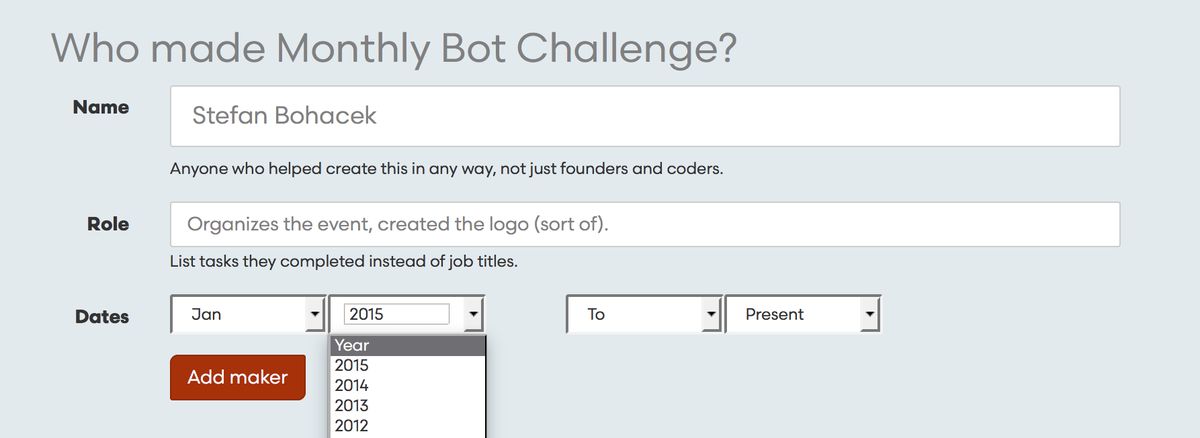 Who made Monthly Bot Challenge?
Name
Stefan Bohacek
Anyone who helped create this in any way, not just founders and coders.
Role
Organizes the event, created the logo (sort of).
List tasks they completed instead of job titles.
Dates
Jan 2015 To Present
Year
2015
2014
2013
2012
Add maker